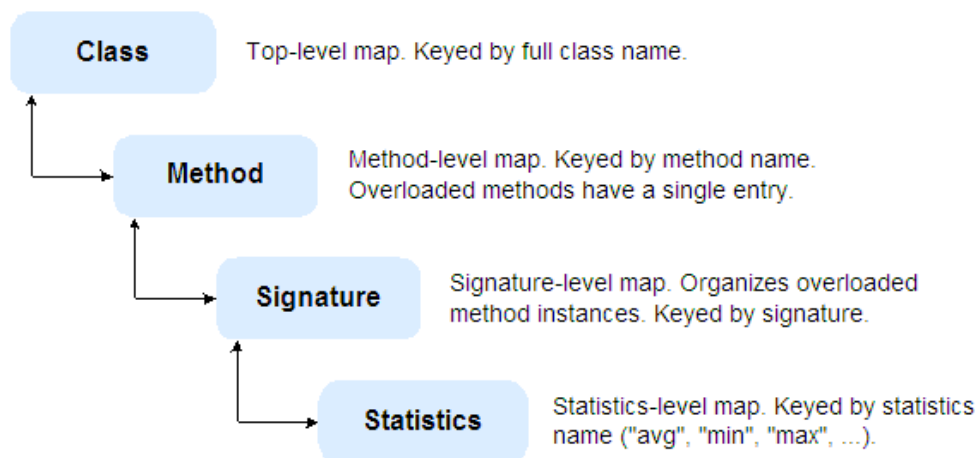 Class
Top-level map. Keyed by full class name.
Method
Method-level map. Keyed by method name.
Overloaded methods have a single entry.
Signature
Signature-level map. Organizes overloaded
method instances. Keyed by signature.
Statistics
Statistics-level map. Keyed by statistics
name ("avg", "min", "max", ...).